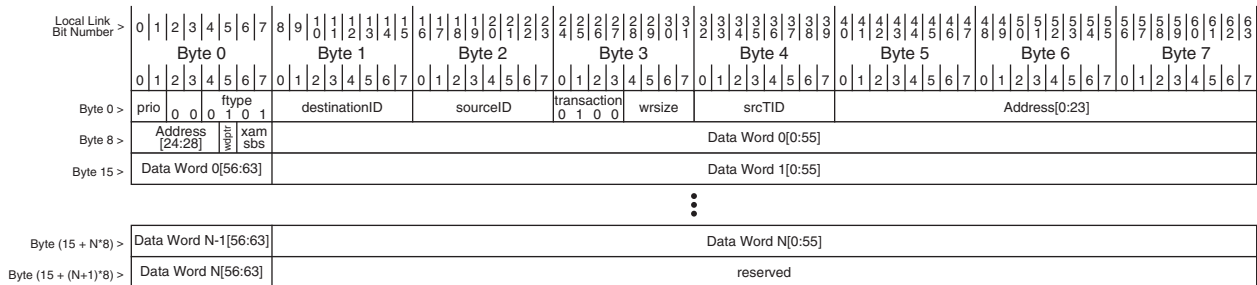 Local Link
Bit Number >
0 1 2 3 4 5 6 7 8 9 10 11 12 13 14 15 16 17 18 19 20 21 22 23 24 25 26 27 28 29 30 31 32 33 34 35 36 37 38 39 40 41 42 43 44 45 46 47 48 49 50 51 52 53 54 55 56 57 58 59 60 61 62 63
Byte 0 Byte 1 Byte 2 Byte 3 Byte 4 Byte 5 Byte 6 Byte 7
0 1 2 3 4 5 6 7 0 1 2 3 4 5 6 7 0 1 2 3 4 5 6 7 0 1 2 3 4 5 6 7 0 1 2 3 4 5 6 7 0 1 2 3 4 5 6 7 0 1 2 3 4 5 6 7 0 1 2 3 4 5 6 7
Byte 0 > prio 0 0 ftype 0 1 0 1 destinationID sourceID transaction 0 1 0 0 wrsize srcTID Address[0:23]
Byte 8 > Address [24:28] wdptr xam sbs Data Word 0[0:55]
Byte 15 > Data Word 0[56:63] Data Word 1[0:55]
Byte (15 + N*8) > Data Word N-1[56:63] Data Word N[0:55]
Byte (15 + (N+1)*8) > Data Word N[56:63] reserved